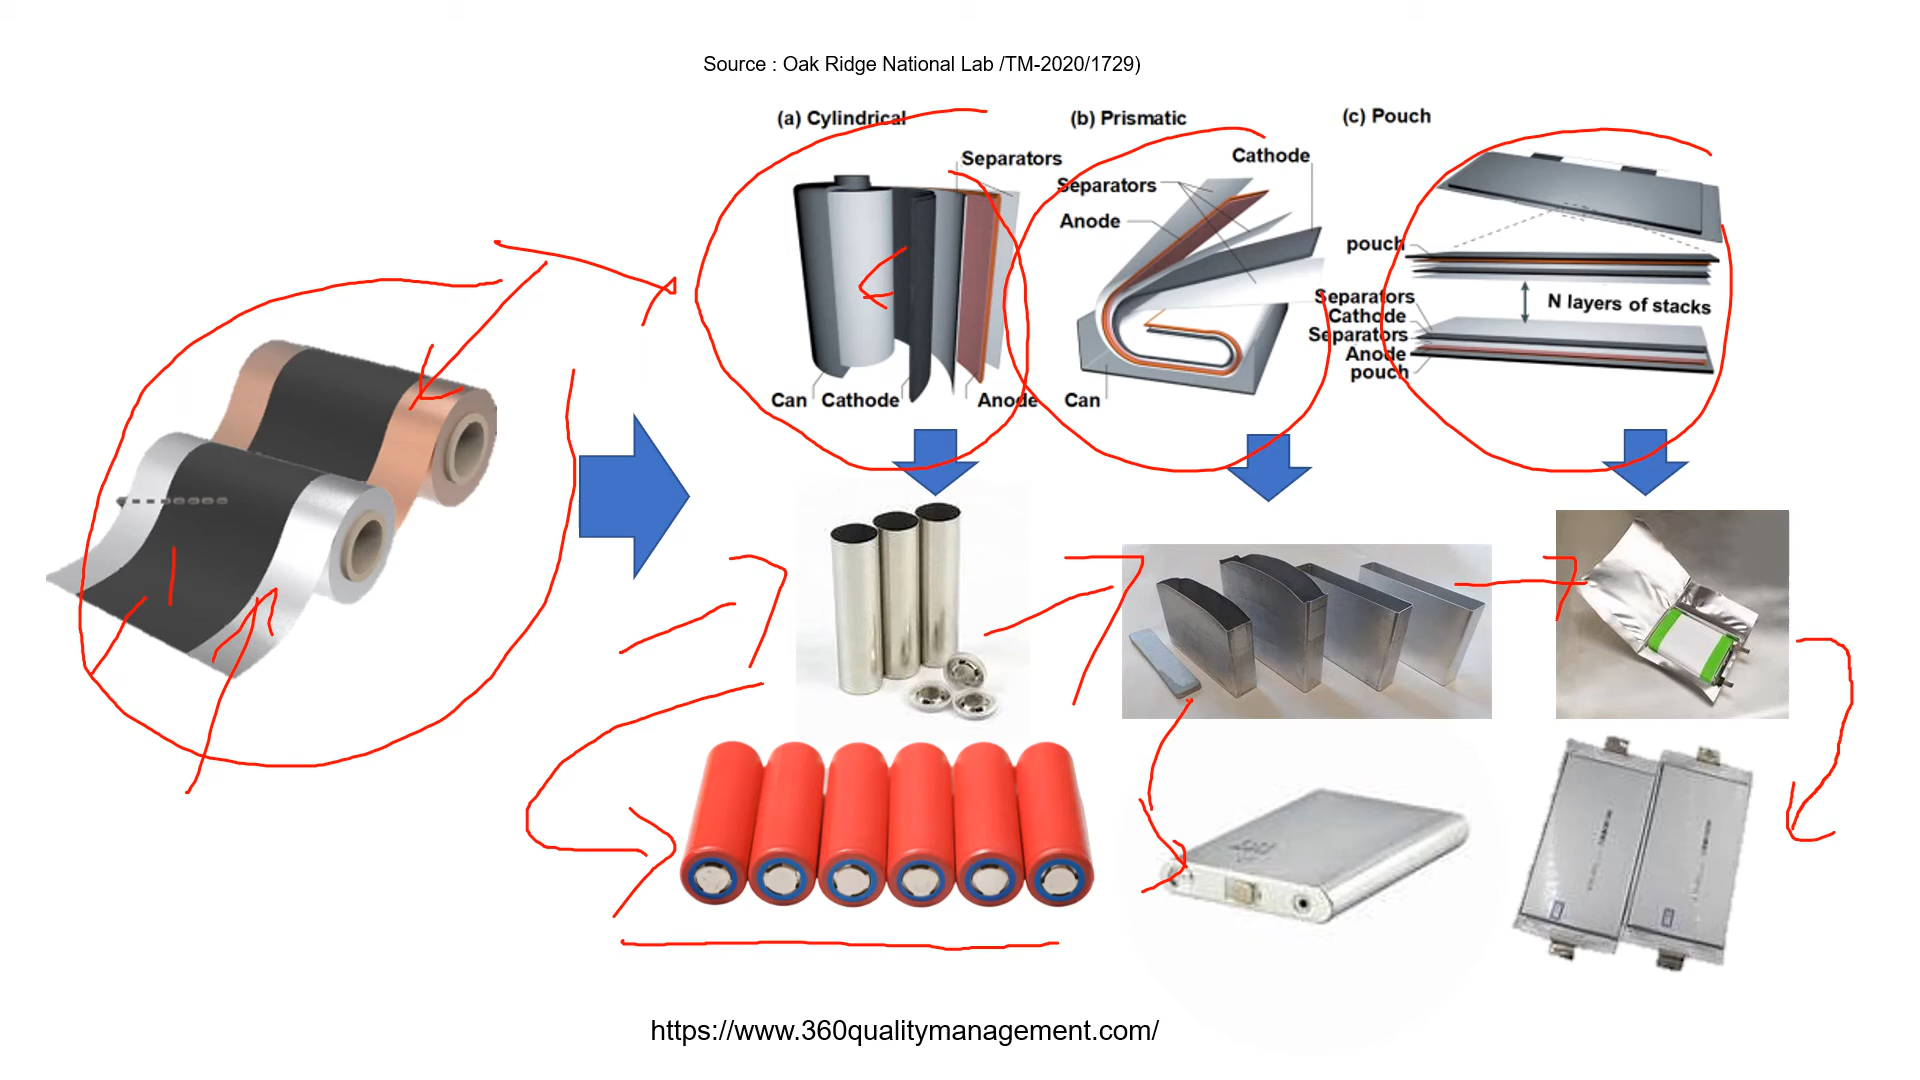 Source : Oak Ridge National Lab /TM-2020/1729)
(a) Cylindrical
Separators
Can
Cathode
Anode
(b) Prismatic
Cathode
Separators
Anode
Can
(c) Pouch
pouch
N layers of stacks
Separators
Cathode
Separators
Anode
pouch
https://www.360qualitymanagement.com/